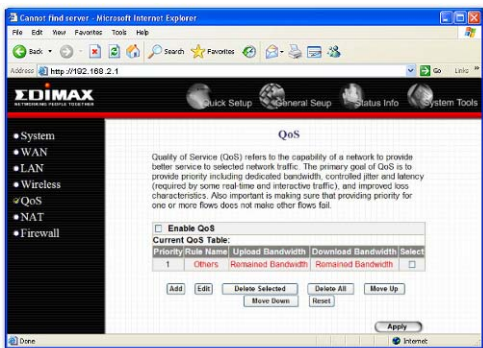 Cannot find server - Microsoft Internet Explorer
File Edit View Favorites Tools Help
Back Search Favorites
Address http://192.168.2.1 Go Links »
EDIMAX
NETWORKING PEOPLE TOGETHER
Quick Setup General Seup Status Info System Tools
System
WAN
LAN
Wireless
QoS
NAT
Firewall
QoS
Quality of Service (QoS) refers to the capability of a network to provide
better service to selected network traffic. The primary goal of QoS is to
provide priority including dedicated bandwidth, controlled jitter and latency
(required by some real-time and interactive traffic), and improved loss
characteristics. Also important is making sure that providing priority for
one or more flows does not make other flows fail.
Enable QoS
Current QoS Table:
Priority Rule Name Upload Bandwidth Download Bandwidth Select
1 Others Remained Bandwidth Remained Bandwidth
Add Edit Delete Selected Delete All Move Up
Move Down Reset
Apply
Done Internet